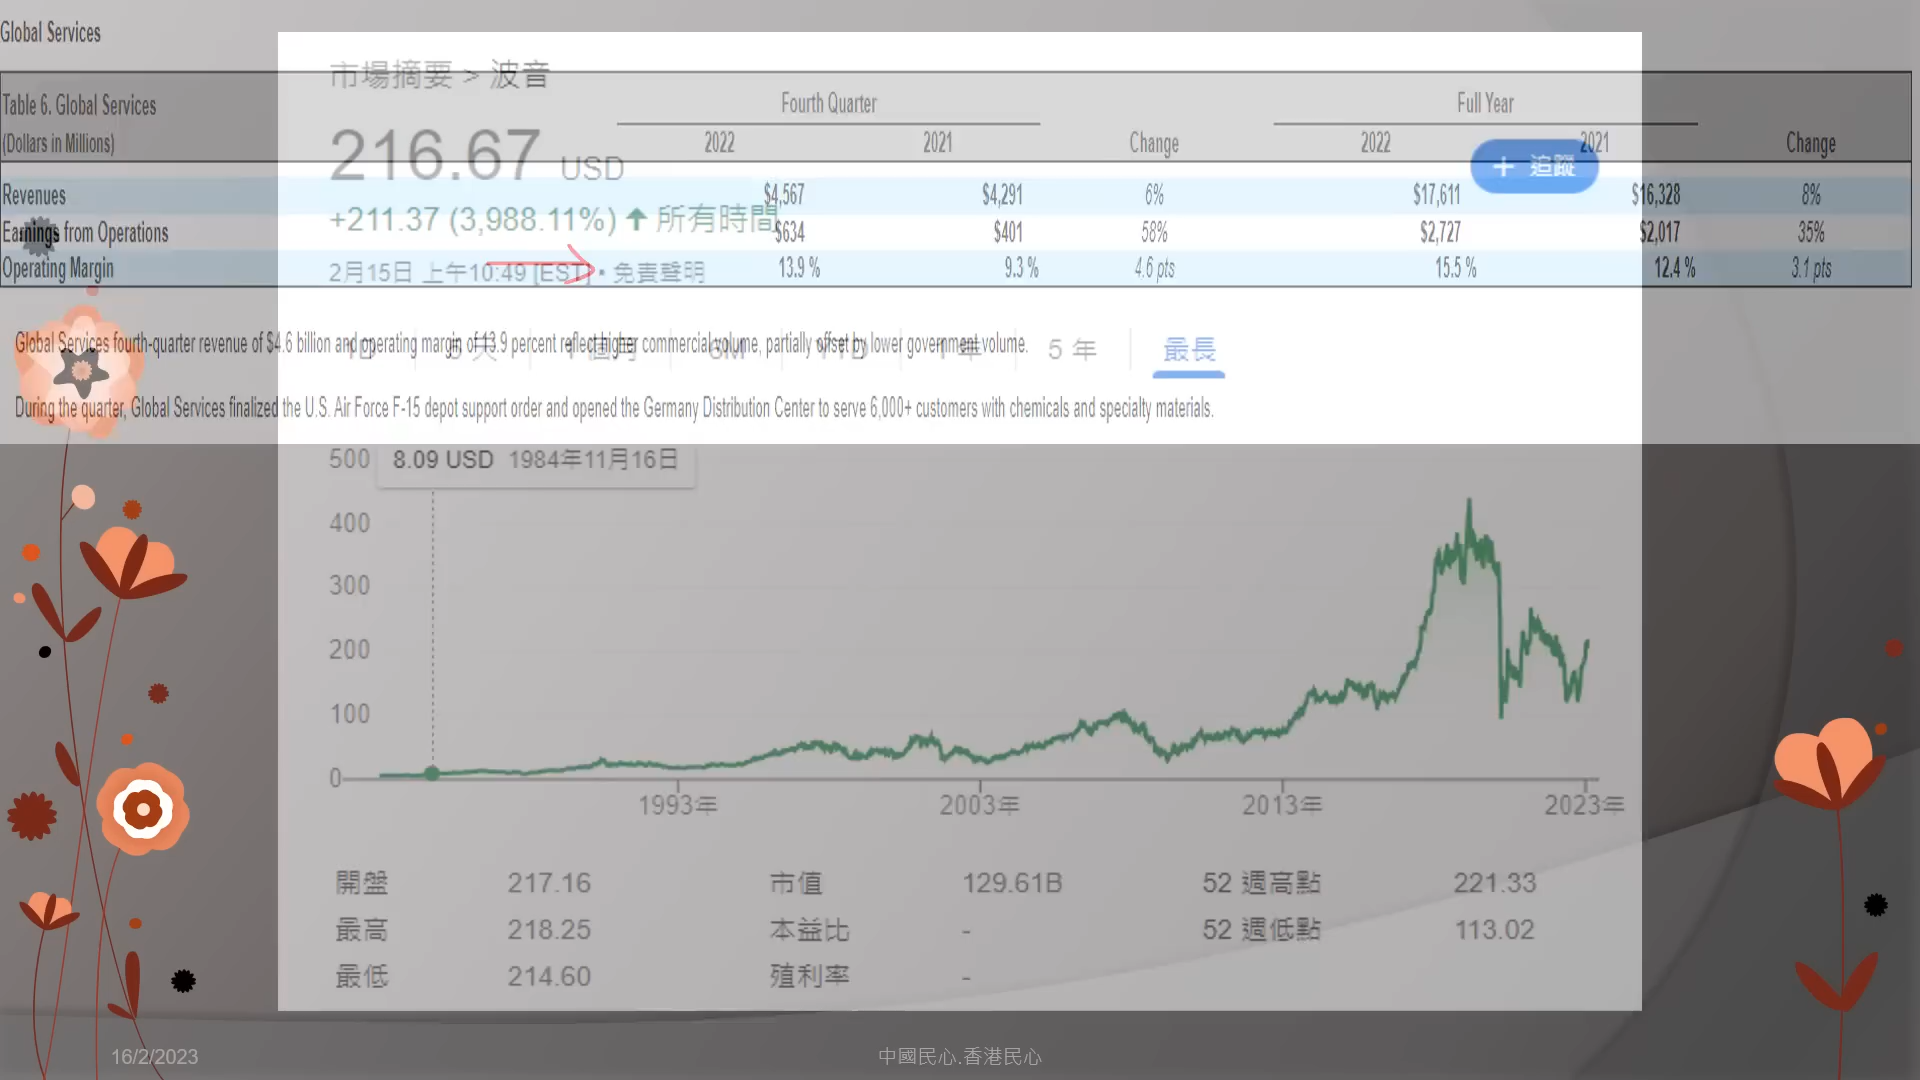 Global Services
Table 6. Global Services
(Dollars in Millions)
Fourth Quarter
Full Year
2022 2021 Change 2022 2021 Change
Revenues $4,567 $4,291 6% $17,611 $16,328 8%
Earnings from Operations $634 $401 58% $2,727 $2,017 35%
Operating Margin 13.9 % 9.3 % 4.6 pts 15.5 % 12.4 % 3.1 pts
Global Services fourth-quarter revenue of $4.6 billion and operating margin of 13.9 percent reflect higher commercial volume, partially offset by lower government volume.
During the quarter, Global Services finalized the U.S. Air Force F-15 depot support order and opened the Germany Distribution Center to serve 6,000+ customers with chemicals and specialty materials.
市場摘要 > 波音
216.67 USD
+ 追蹤
+211.37 (3,988.11%) ↑ 所有時間
2月15日 上午10:49 [EST] • 免責聲明
1D 5 天 1 個月 6M YTD 1 年 5 年 最長
8.09 USD 1984年11月16日
500
400
300
200
100
0
1993年 2003年 2013年 2023年
開盤 217.16 市值 129.61B 52 週高點 221.33
最高 218.25 本益比 - 52 週低點 113.02
最低 214.60 殖利率 -
16/2/2023 中國民心.香港民心